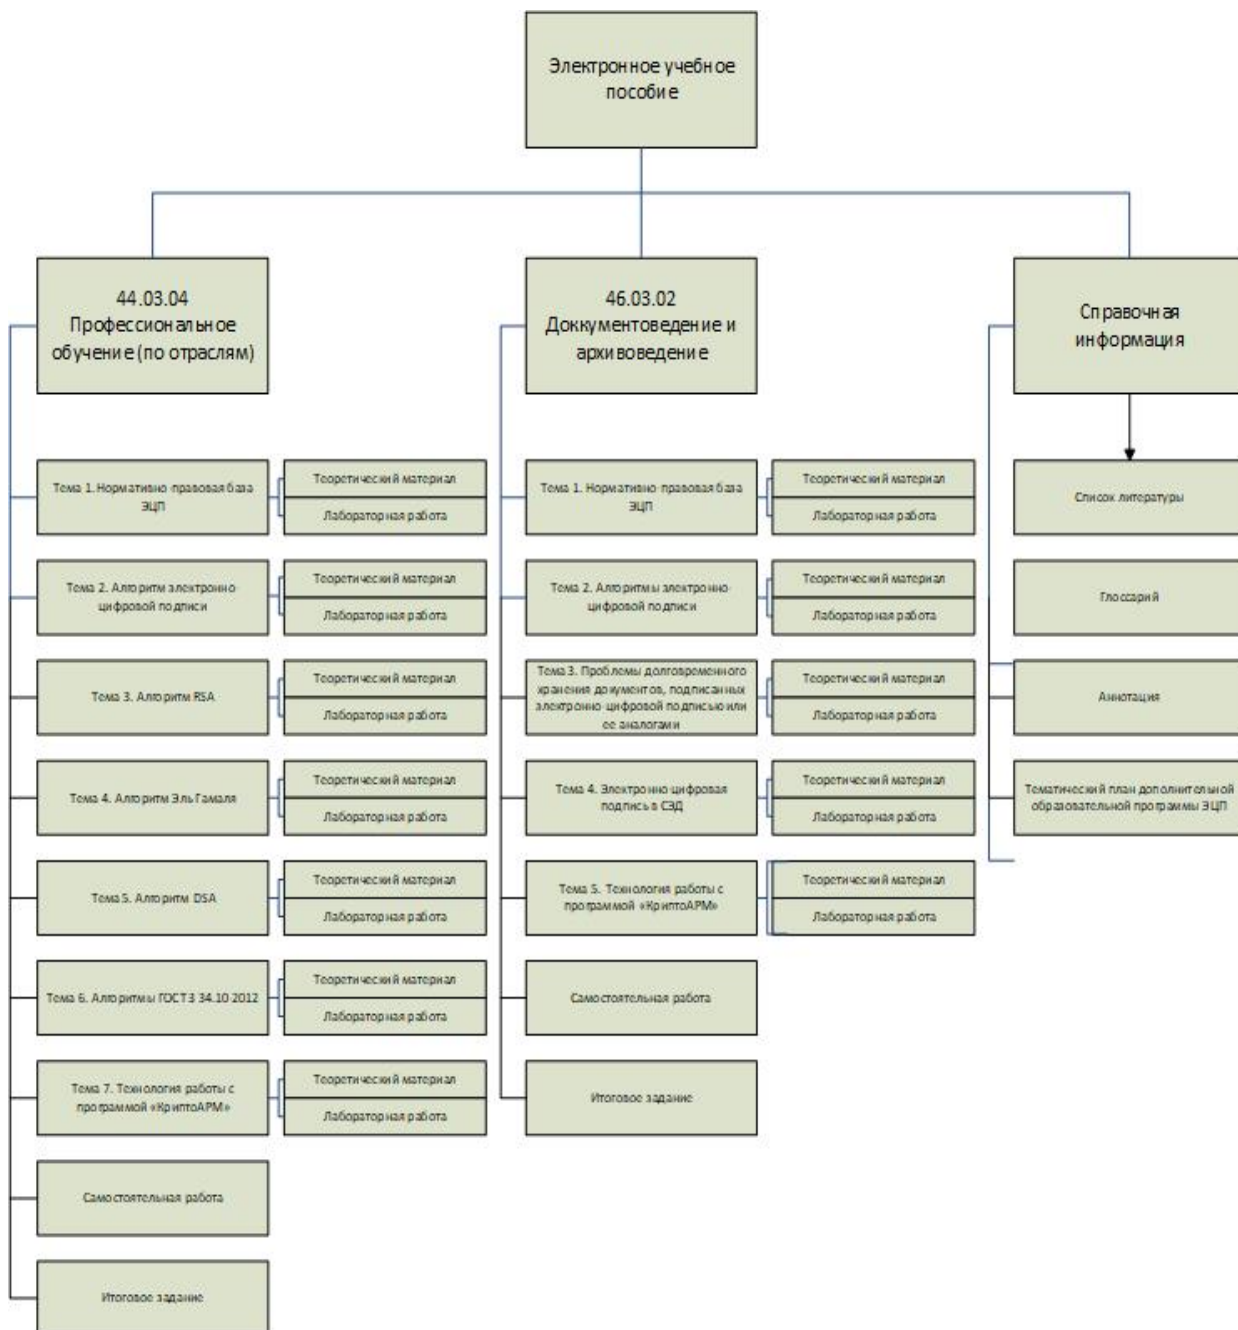 Электронное учебное
пособие
44.03.04
Профессиональное
обучение (по отраслям)
46.03.02
Доккументоведение и
архивоведение
Справочная
информация
Тема 1. Нормативно-правовая база
ЭЦП
Теоретический материал
Лабораторная работа
Тема 2. Алгоритм электронно-
цифровой подписи
Теоретический материал
Лабораторная работа
Тема 3. Алгоритм RSA
Теоретический материал
Лабораторная работа
Тема 4. Алгоритм Эль Гамаля
Теоретический материал
Лабораторная работа
Тема 5. Алгоритм DSA
Теоретический материал
Лабораторная работа
Тема 6. Алгоритмы ГОСТ З 34.10-2012
Теоретический материал
Лабораторная работа
Тема 7. Технология работы с
программой «КриптоАРМ»
Теоретический материал
Лабораторная работа
Самостоятельная работа
Итоговое задание
Тема 1. Нормативно-правовая база
ЭЦП
Теоретический материал
Лабораторная работа
Тема 2. Алгоритмы электронно-
цифровой подписи
Теоретический материал
Лабораторная работа
Тема 3. Проблемы долговременного
хранения документов, подписанных
электронно-цифровой подписью или
ее аналогами
Теоретический материал
Лабораторная работа
Тема 4. Электронно-цифровая
подпись в СЭД
Теоретический материал
Лабораторная работа
Тема 5. Технология работы с
программой «КриптоАРМ»
Теоретический материал
Лабораторная работа
Самостоятельная работа
Итоговое задание
Список литературы
Глоссарий
Аннотация
Тематический план дополнительной
образовательной программы ЭЦП